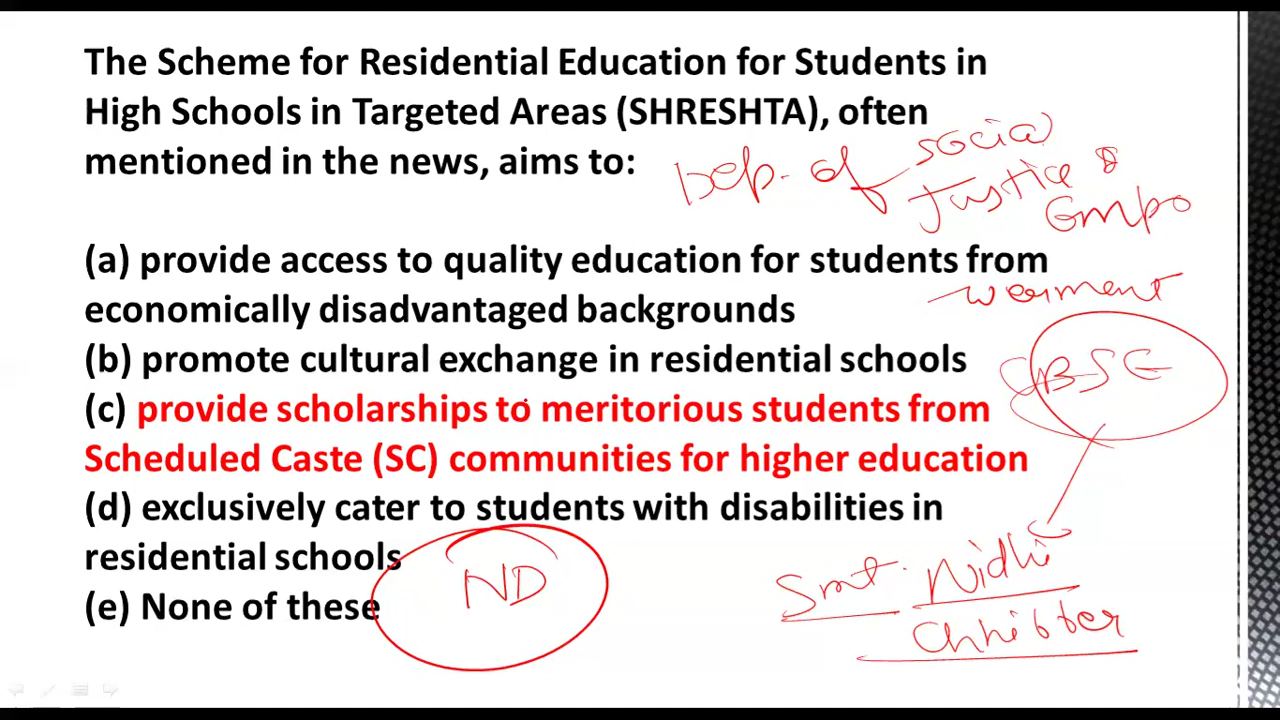 The Scheme for Residential Education for Students in
High Schools in Targeted Areas (SHRESHTA), often
mentioned in the news, aims to:
Dep. of social
Justice &
Empo
werment
(a) provide access to quality education for students from
economically disadvantaged backgrounds
(b) promote cultural exchange in residential schools
CBSE
(c) provide scholarships to meritorious students from
Scheduled Caste (SC) communities for higher education
(d) exclusively cater to students with disabilities in
residential schools
(e) None of these
ND
Smt. Nidhi
Chhibber